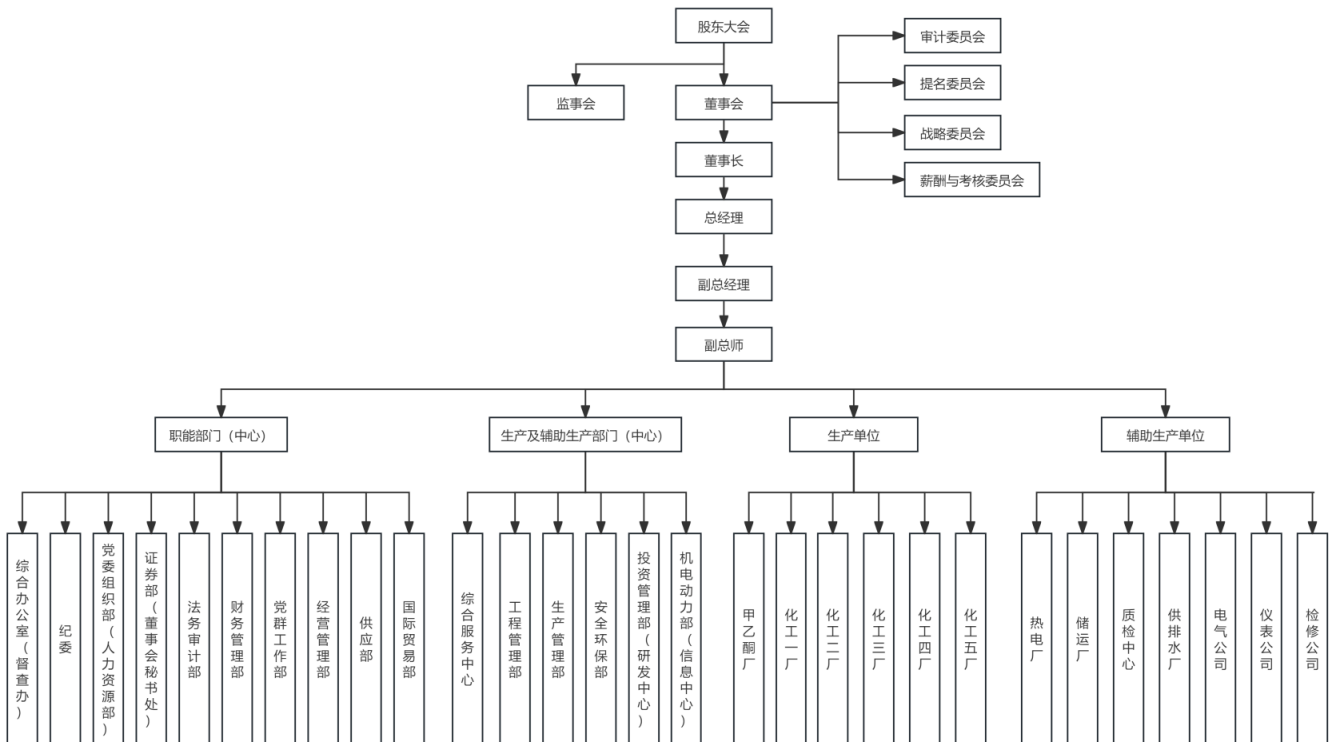 股东大会
审计委员会
提名委员会
监事会
董事会
战略委员会
董事长
薪酬与考核委员会
总经理
副总经理
副总师
职能部门（中心）
生产及辅助生产部门（中心）
生产单位
辅助生产单位
综合办公室（督查办）
纪委
党委组织部（人力资源部）
证券部（董事会秘书处）
法务审计部
财务管理部
党群工作部
经营管理部
供应部
国际贸易部
综合服务中心
工程管理部
生产管理部
安全环保部
投资管理部（研发中心）
机电动力部（信息中心）
甲乙酮厂
化工一厂
化工二厂
化工三厂
化工四厂
化工五厂
热电厂
储运厂
质检中心
供排水厂
电气公司
仪表公司
检修公司